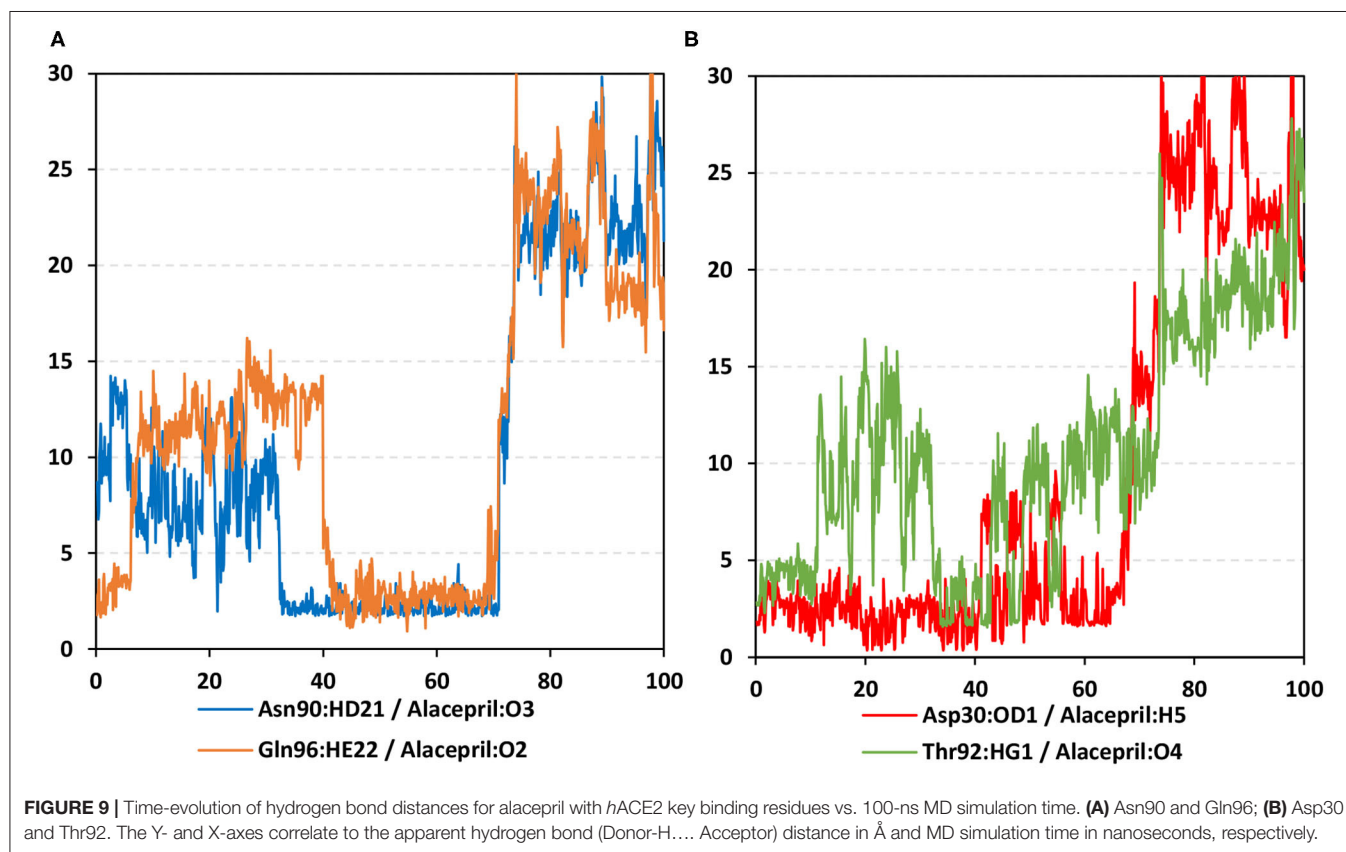 A
30
25
20
15
10
5
0
0 20 40 60 80 100
Asn90:HD21 / Alacepril:O3
Gln96:HE22 / Alacepril:O2
B
30
25
20
15
10
5
0
0 20 40 60 80 100
Asp30:OD1 / Alacepril:H5
Thr92:HG1 / Alacepril:O4
FIGURE 9 | Time-evolution of hydrogen bond distances for alacepril with hACE2 key binding residues vs. 100-ns MD simulation time. (A) Asn90 and Gln96; (B) Asp30
and Thr92. The Y- and X-axes correlate to the apparent hydrogen bond (Donor-H…. Acceptor) distance in Å and MD simulation time in nanoseconds, respectively.